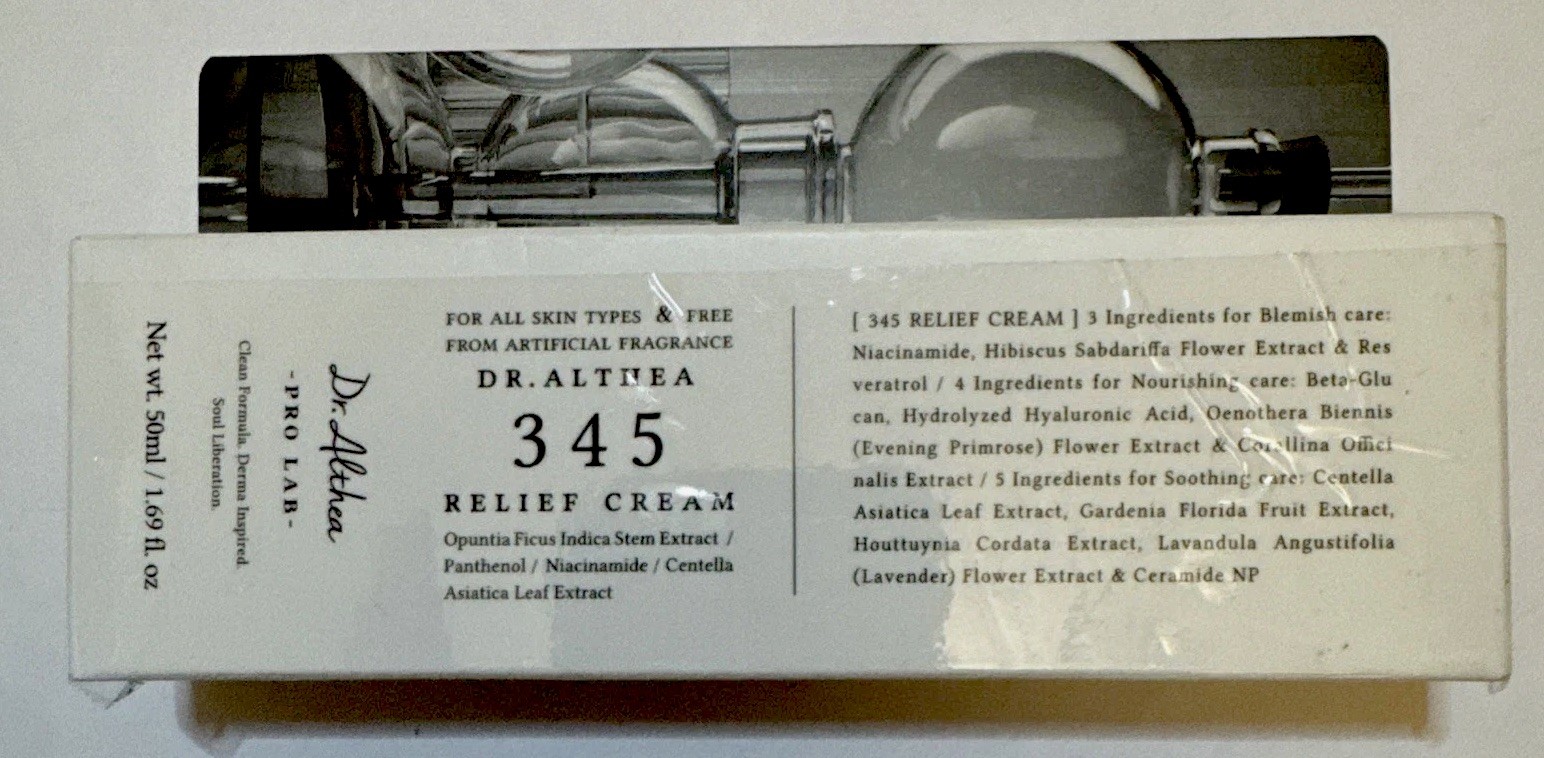 Net wt. 50ml / 1.69 fl. oz
Clean Formula. Derma Inspired.
Soul Liberation.
-PRO LAB-
Dr.Althea
FOR ALL SKIN TYPES & FREE
FROM ARTIFICIAL FRAGRANCE
DR.ALTHEA
345
RELIEF CREAM
Opuntia Ficus Indica Stem Extract /
Panthenol / Niacinamide / Centella
Asiatica Leaf Extract
[ 345 RELIEF CREAM ] 3 Ingredients for Blemish care:
Niacinamide, Hibiscus Sabdariffa Flower Extract & Res
veratrol / 4 Ingredients for Nourishing care: Beta-Glu
can, Hydrolyzed Hyaluronic Acid, Oenothera Biennis
(Evening Primrose) Flower Extract & Corallina Offici
nalis Extract / 5 Ingredients for Soothing care: Centella
Asiatica Leaf Extract, Gardenia Florida Fruit Extract,
Houttuynia Cordata Extract, Lavandula Angustifolia
(Lavender) Flower Extract & Ceramide NP